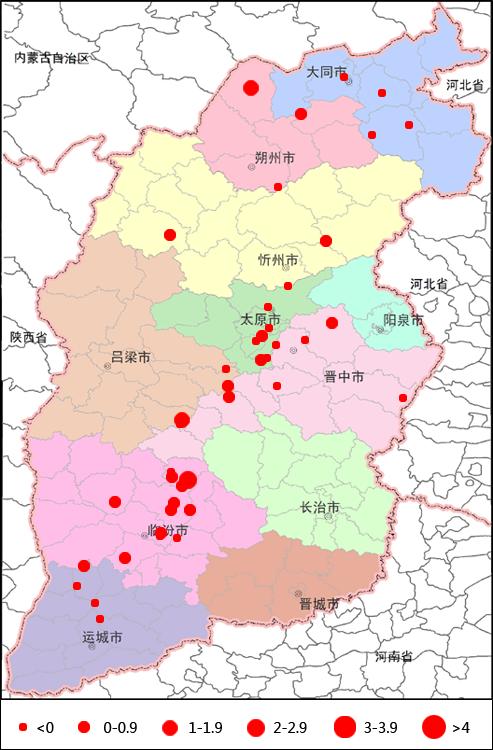 内蒙古自治区
大同市
河北省
朔州市
忻州市
河北省
太原市
阳泉市
陕西省
吕梁市
晋中市
长治市
临汾市
晋城市
运城市
河南省
<0 0-0.9 1-1.9 2-2.9 3-3.9 >4